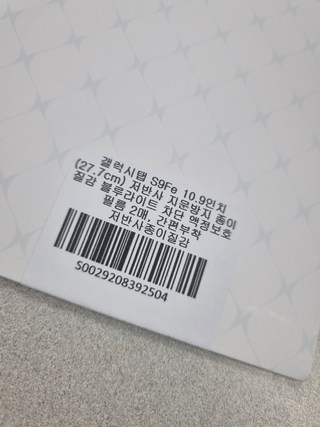 갤럭시탭 S9Fe 10.9인치
(27.7cm) 저반사 지문방지 종이
질감 블루라이트 차단 액정보호
필름 2매, 간편부착
저반사종이질감
S0029208392504